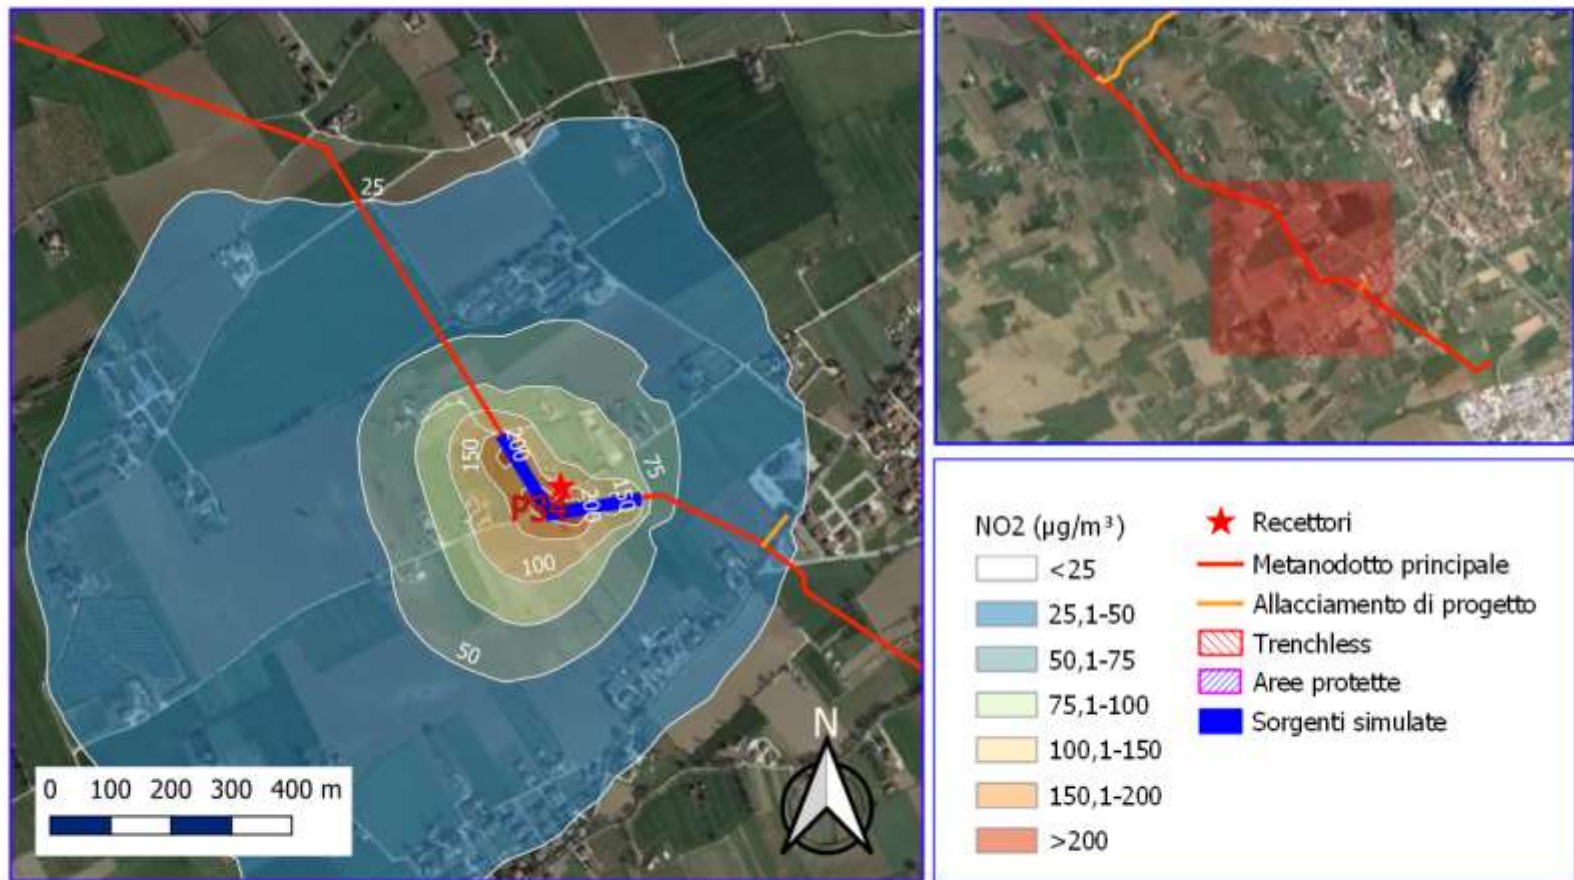 25
200
150
75
P34
200
150
100
50
N
0 100 200 300 400 m
NO2 (µg/m³)
<25
25,1-50
50,1-75
75,1-100
100,1-150
150,1-200
>200
Recettori
Metanodotto principale
Allacciamento di progetto
Trenchless
Aree protette
Sorgenti simulate